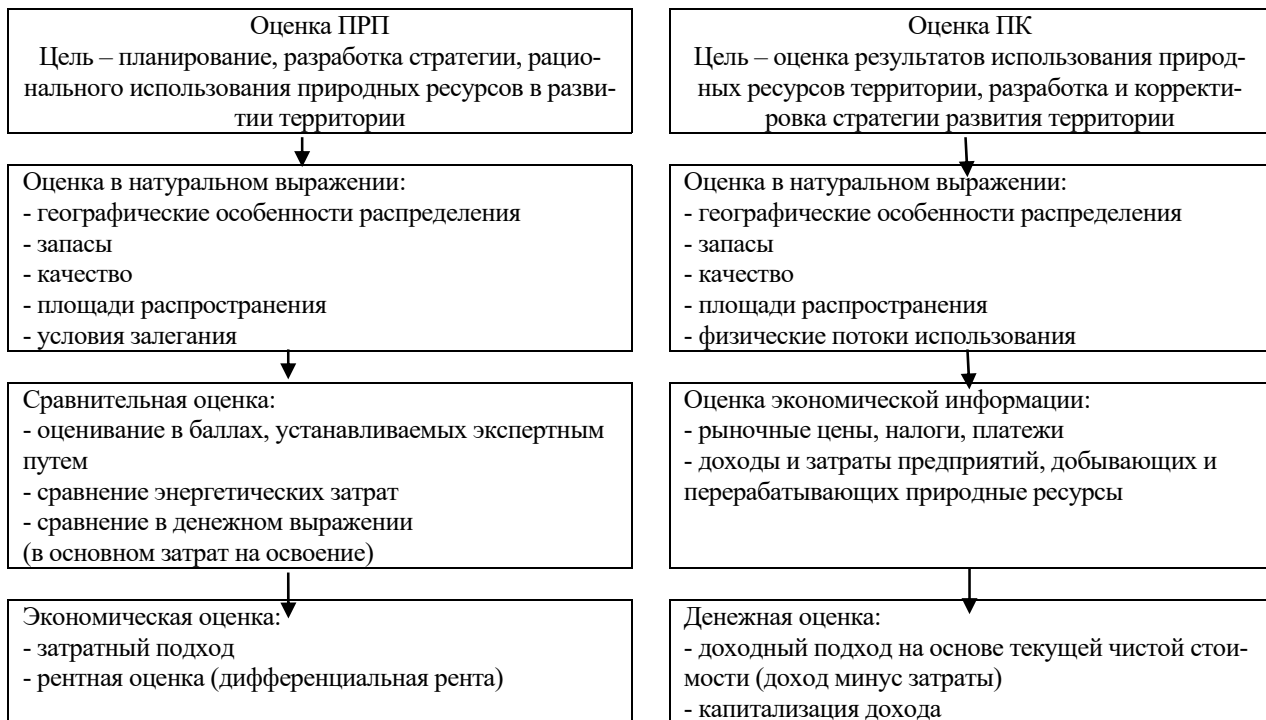 Оценка ПРП
Цель – планирование, разработка стратегии, рацио-
нального использования природных ресурсов в разви-
тии территории
Оценка в натуральном выражении:
- географические особенности распределения
- запасы
- качество
- площади распространения
- условия залегания
Сравнительная оценка:
- оценивание в баллах, устанавливаемых экспертным
путем
- сравнение энергетических затрат
- сравнение в денежном выражении
(в основном затрат на освоение)
Экономическая оценка:
- затратный подход
- рентная оценка (дифференциальная рента)
Оценка ПК
Цель – оценка результатов использования природ-
ных ресурсов территории, разработка и корректи-
ровка стратегии развития территории
Оценка в натуральном выражении:
- географические особенности распределения
- запасы
- качество
- площади распространения
- физические потоки использования
Оценка экономической информации:
- рыночные цены, налоги, платежи
- доходы и затраты предприятий, добывающих и
перерабатывающих природные ресурсы
Денежная оценка:
- доходный подход на основе текущей чистой стои-
мости (доход минус затраты)
- капитализация дохода